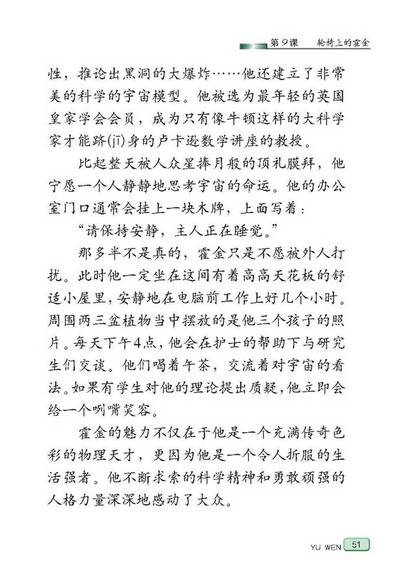 第9课 轮椅上的霍金
性，推论出黑洞的大爆炸……他还建立了非常
美的科学的宇宙模型。他被选为最年轻的英国
皇家学会会员，成为只有像牛顿这样的大科学
家才能跻(jī)身的卢卡逊数学讲座的教授。
比起整天被人众星捧月般的顶礼膜拜，他
宁愿一个人静静地思考宇宙的命运。他的办公
室门口通常会挂上一块木牌，上面写着：
“请保持安静，主人正在睡觉。”
那多半不是真的，霍金只是不愿被外人打
扰。此时他一定坐在这间有着高高天花板的舒
适小屋里，安静地在电脑前工作上好几个小时。
周围两三盆植物当中摆放的是他三个孩子的照
片。每天下午4点，他会在护士的帮助下与研究
生们交谈。他们喝着午茶，交流着对宇宙的看
法。如果有学生对他的理论提出质疑，他立即会
给一个咧嘴笑容。
霍金的魅力不仅在于他是一个充满传奇色
彩的物理天才，更因为他是一个令人折服的生
活强者。他不断求索的科学精神和勇敢顽强的
人格力量深深地感动了大众。
YU WEN 51